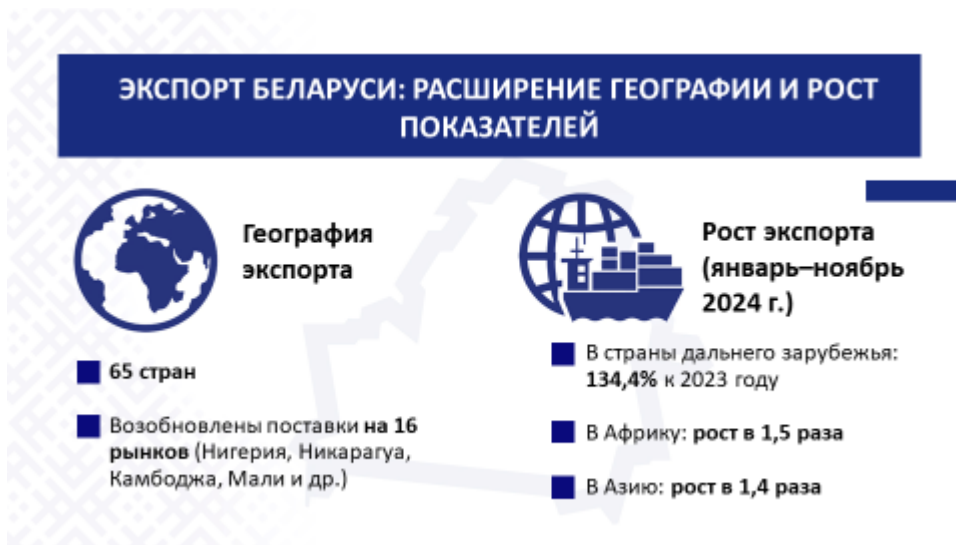 ЭКСПОРТ БЕЛАРУСИ: РАСШИРЕНИЕ ГЕОГРАФИИ И РОСТ
ПОКАЗАТЕЛЕЙ
География
экспорта
65 стран
Возобновлены поставки на 16
рынков (Нигерия, Никарагуа,
Камбоджа, Мали и др.)
Рост экспорта
(январь–ноябрь
2024 г.)
В страны дальнего зарубежья:
134,4% к 2023 году
В Африку: рост в 1,5 раза
В Азию: рост в 1,4 раза